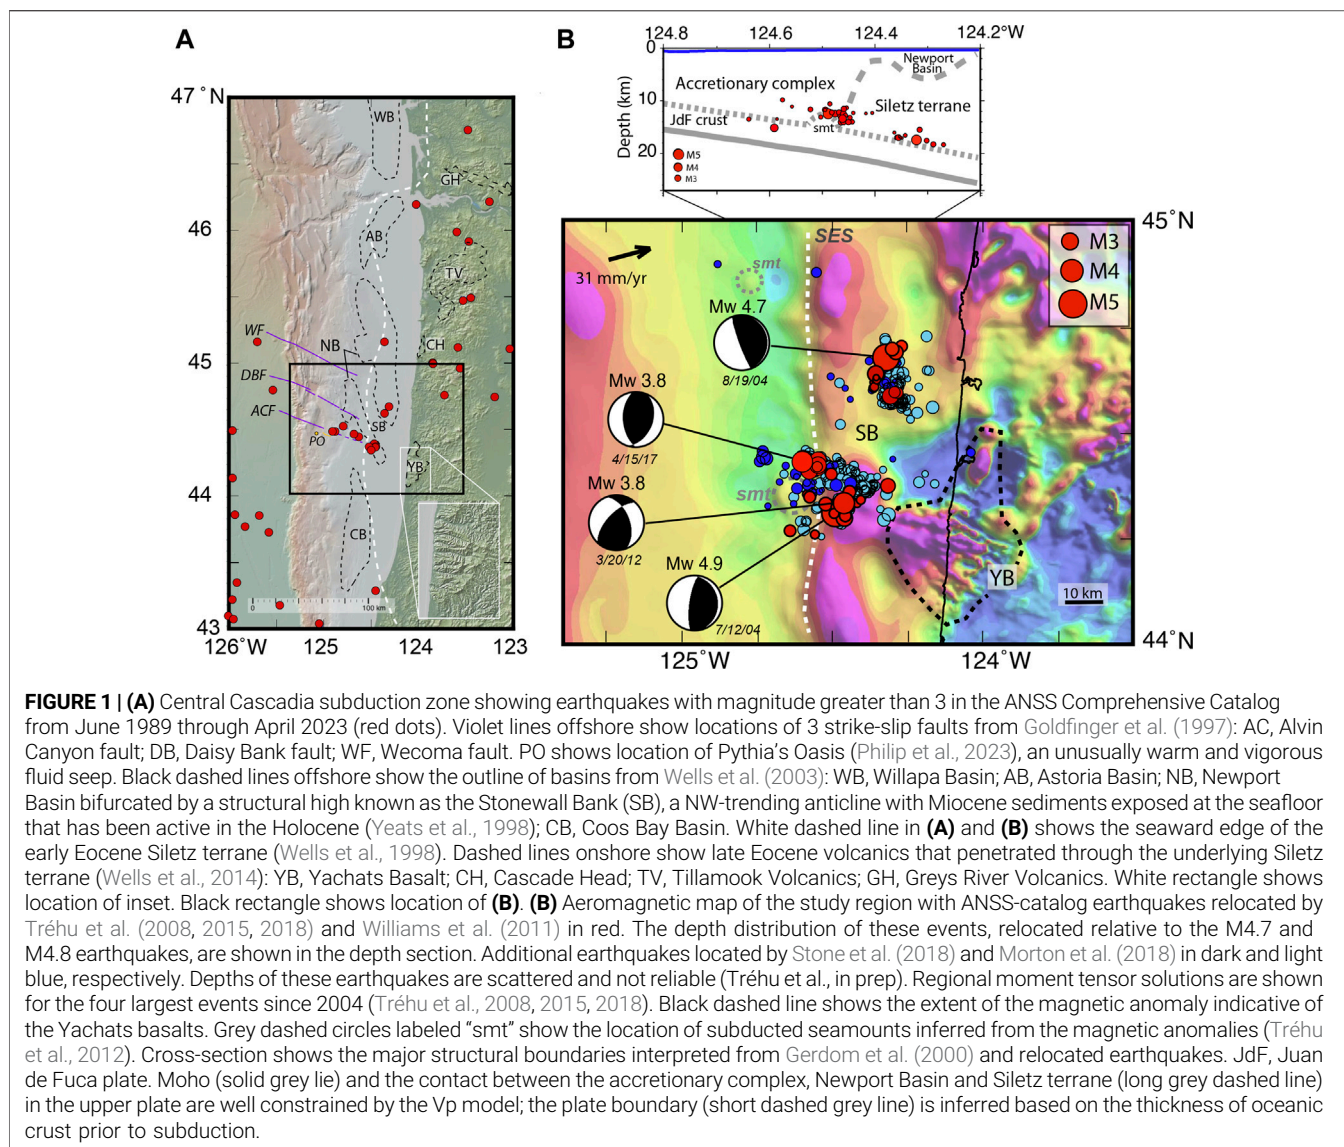 A
47˚N
46
45
44
43
126˚W
125
124
123
WB
GH
AB
TV
WF
NB
CH
DBF
ACF
PO
SB
YB
CB
0
100 km
B
124.8
124.6
124.4
124.2˚W
0
10
20
Depth (km)
Newport
Basin
Accretionary complex
Siletz terrane
JdF crust
smt
M5
M4
M3
45˚N
44˚N
125˚W
124˚W
SES
smt
31 mm/yr
M3
M4
M5
Mw 4.7
8/19/04
Mw 3.8
4/15/17
SB
smt
Mw 3.8
3/20/12
Mw 4.9
7/12/04
YB
10 km
FIGURE 1 | (A) Central Cascadia subduction zone showing earthquakes with magnitude greater than 3 in the ANSS Comprehensive Catalog
from June 1989 through April 2023 (red dots). Violet lines offshore show locations of 3 strike-slip faults from Goldfinger et al. (1997): AC, Alvin
Canyon fault; DB, Daisy Bank fault; WF, Wecoma fault. PO shows location of Pythia's Oasis (Philip et al., 2023), an unusually warm and vigorous
fluid seep. Black dashed lines offshore show the outline of basins from Wells et al. (2003): WB, Willapa Basin; AB, Astoria Basin; NB, Newport
Basin bifurcated by a structural high known as the Stonewall Bank (SB), a NW-trending anticline with Miocene sediments exposed at the seafloor
that has been active in the Holocene (Yeats et al., 1998); CB, Coos Bay Basin. White dashed line in (A) and (B) shows the seaward edge of the
early Eocene Siletz terrane (Wells et al., 1998). Dashed lines onshore show late Eocene volcanics that penetrated through the underlying Siletz
terrane (Wells et al., 2014): YB, Yachats Basalt; CH, Cascade Head; TV, Tillamook Volcanics; GH, Greys River Volcanics. White rectangle shows
location of inset. Black rectangle shows location of (B). (B) Aeromagnetic map of the study region with ANSS-catalog earthquakes relocated by
Tréhu et al. (2008, 2015, 2018) and Williams et al. (2011) in red. The depth distribution of these events, relocated relative to the M4.7 and
M4.8 earthquakes, are shown in the depth section. Additional earthquakes located by Stone et al. (2018) and Morton et al. (2018) in dark and light
blue, respectively. Depths of these earthquakes are scattered and not reliable (Tréhu et al., in prep). Regional moment tensor solutions are shown
for the four largest events since 2004 (Tréhu et al., 2008, 2015, 2018). Black dashed line shows the extent of the magnetic anomaly indicative of
the Yachats basalts. Grey dashed circles labeled "smt" show the location of subducted seamounts inferred from the magnetic anomalies (Tréhu
et al., 2012). Cross-section shows the major structural boundaries interpreted from Gerdom et al. (2000) and relocated earthquakes. JdF, Juan
de Fuca plate. Moho (solid grey lie) and the contact between the accretionary complex, Newport Basin and Siletz terrane (long grey dashed line)
in the upper plate are well constrained by the Vp model; the plate boundary (short dashed grey line) is inferred based on the thickness of oceanic
crust prior to subduction.